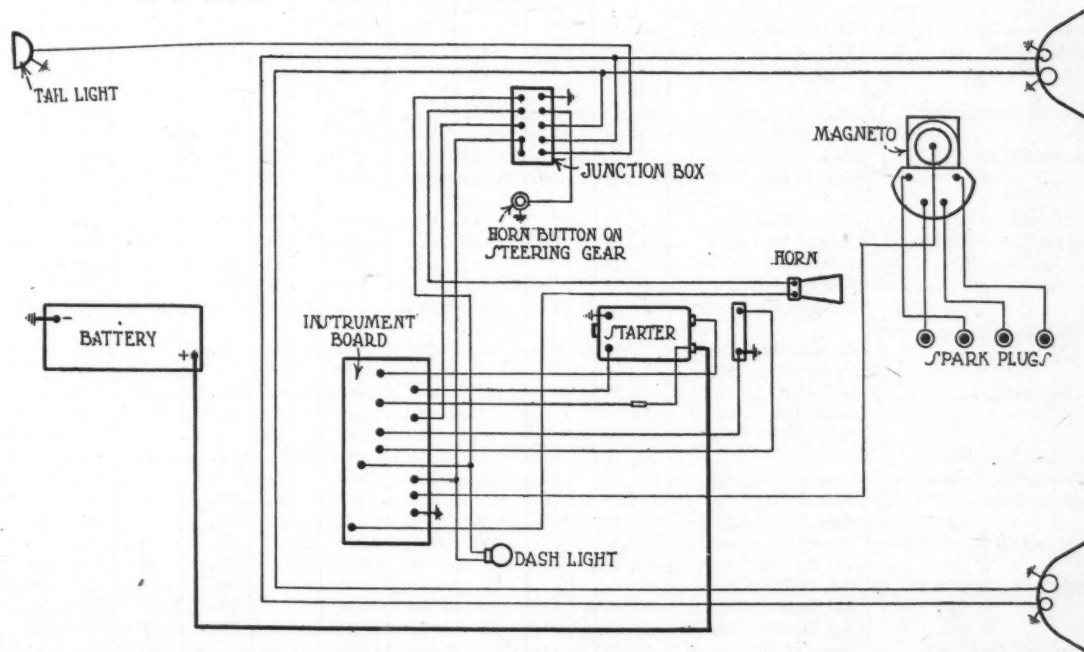 TAIL LIGHT
MAGNETO
JUNCTION BOX
HORN BUTTON ON
STEERING GEAR
HORN
BATTERY
- 
+
INSTRUMENT
BOARD
STARTER
SPARK PLUGS
DASH LIGHT